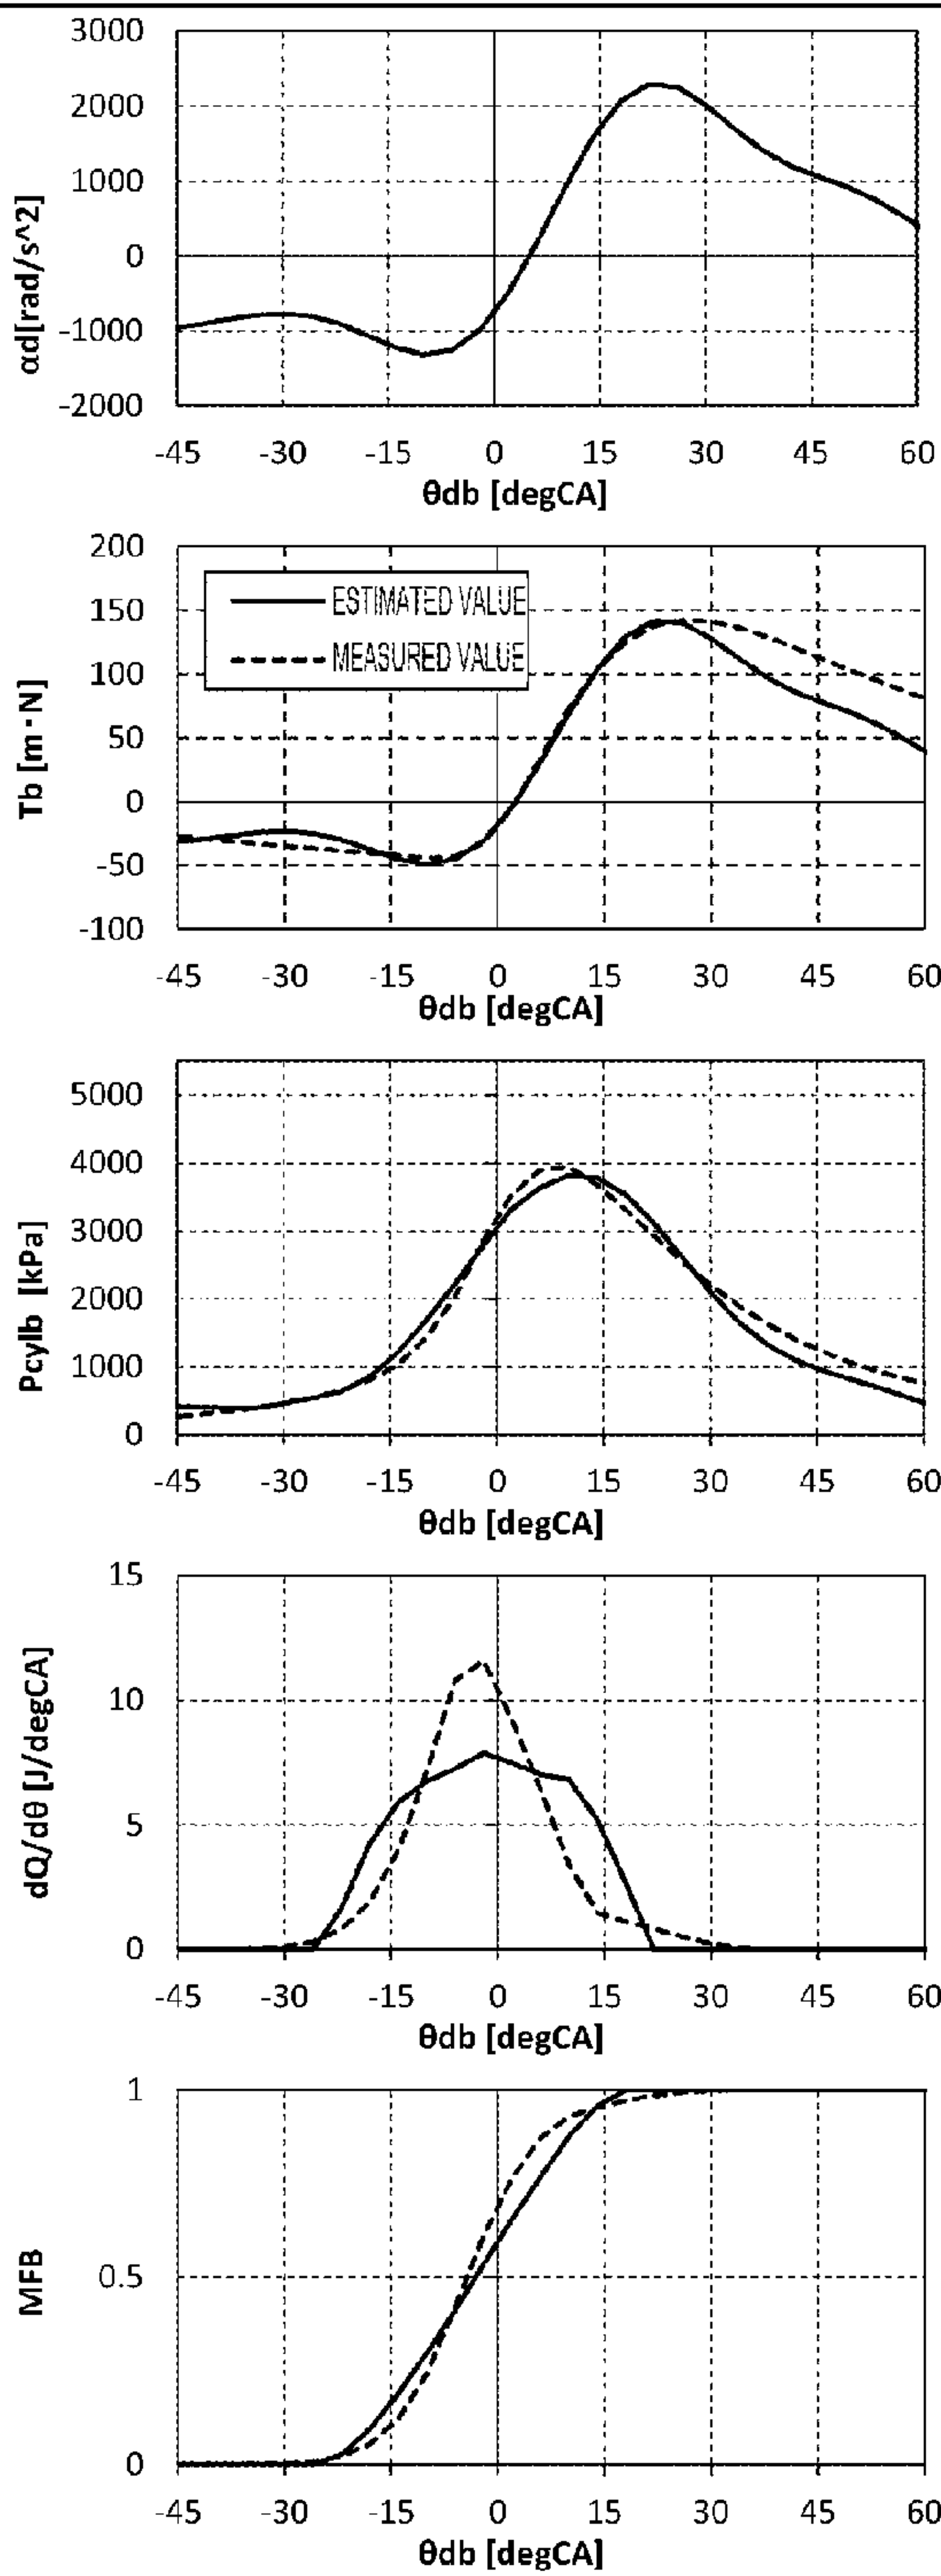 3000
2000
1000
0
-1000
-2000
αd[rad/s^2]
-45 -30 -15 0 15 30 45 60
θdb [degCA]
200
150
100
50
0
-50
-100
Tb [m·N]
ESTIMATED VALUE
MEASURED VALUE
-45 -30 -15 0 15 30 45 60
θdb [degCA]
5000
4000
3000
2000
1000
0
Pcylb [kPa]
-45 -30 -15 0 15 30 45 60
θdb [degCA]
15
10
5
0
dQ/dθ [J/degCA]
-45 -30 -15 0 15 30 45 60
θdb [degCA]
1
0.5
0
MFB
-45 -30 -15 0 15 30 45 60
θdb [degCA]